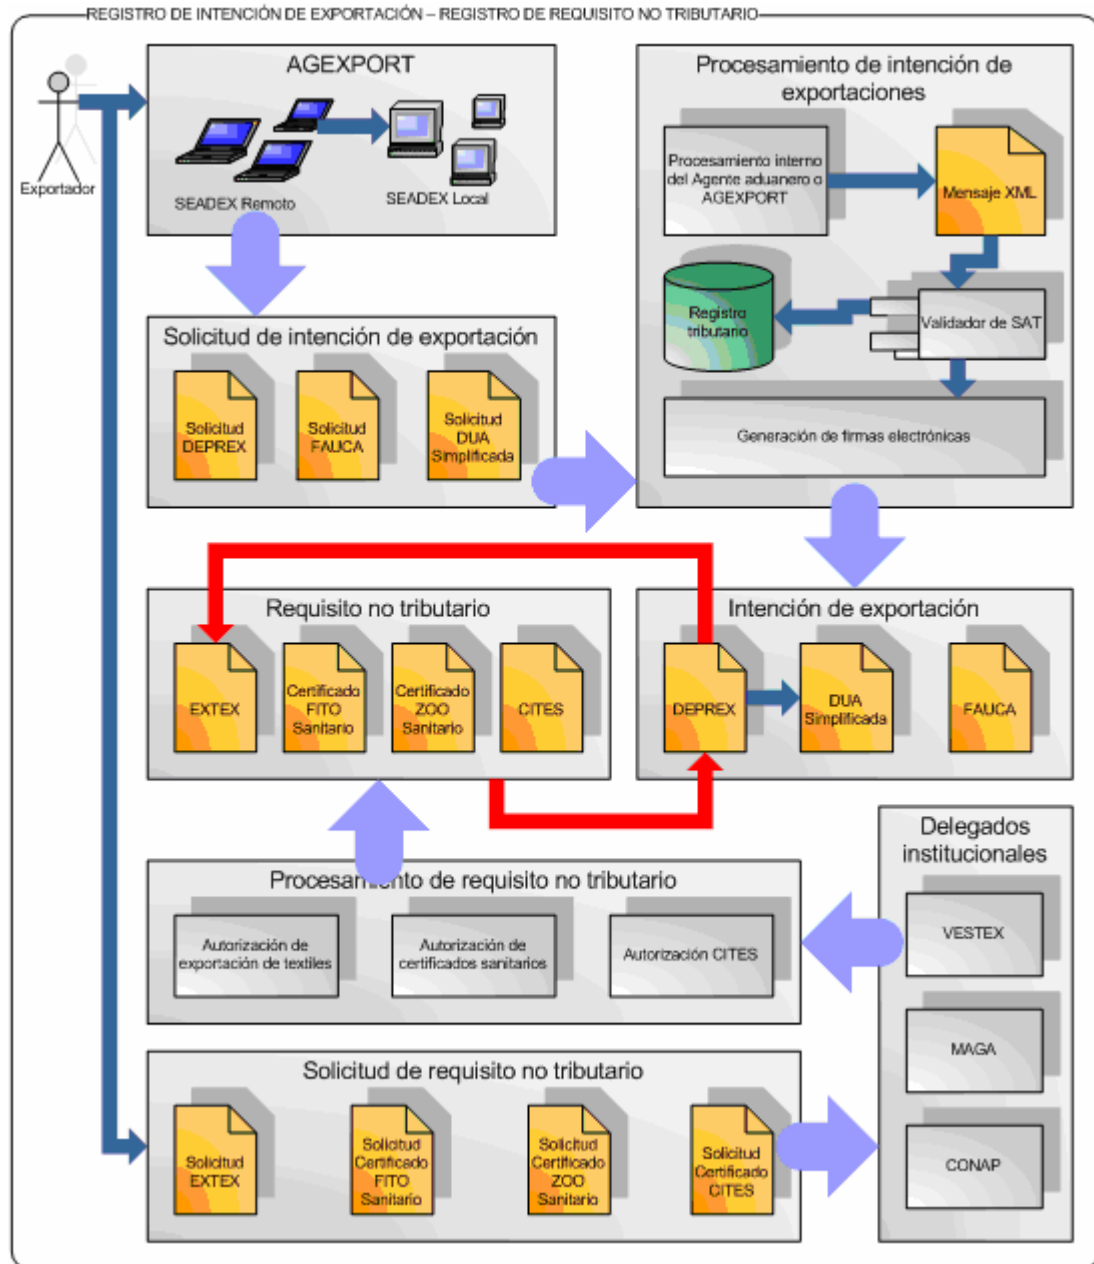 REGISTRO DE INTENCIÓN DE EXPORTACIÓN – REGISTRO DE REQUISITO NO TRIBUTARIO
Exportador
AGEXPORT
SEADEX Remoto
SEADEX Local
Procesamiento de intención de
exportaciones
Procesamiento interno
del Agente aduanero o
AGEXPORT
Mensaje XML
Registro
tributario
Validador de SAT
Generación de firmas electrónicas
Solicitud de intención de exportación
Solicitud
DEPREX
Solicitud
FAUCA
Solicitud
DUA
Simplificada
Requisito no tributario
EXTEX
Certificado
FITO
Sanitario
Certificado
ZOO
Sanitario
CITES
Intención de exportación
DEPREX
DUA
Simplificada
FAUCA
Procesamiento de requisito no tributario
Autorización de
exportación de textiles
Autorización de
certificados sanitarios
Autorización CITES
Delegados
institucionales
VESTEX
MAGA
CONAP
Solicitud de requisito no tributario
Solicitud
EXTEX
Solicitud
Certificado
FITO
Sanitario
Solicitud
Certificado
ZOO
Sanitario
Solicitud
Certificado
CITES